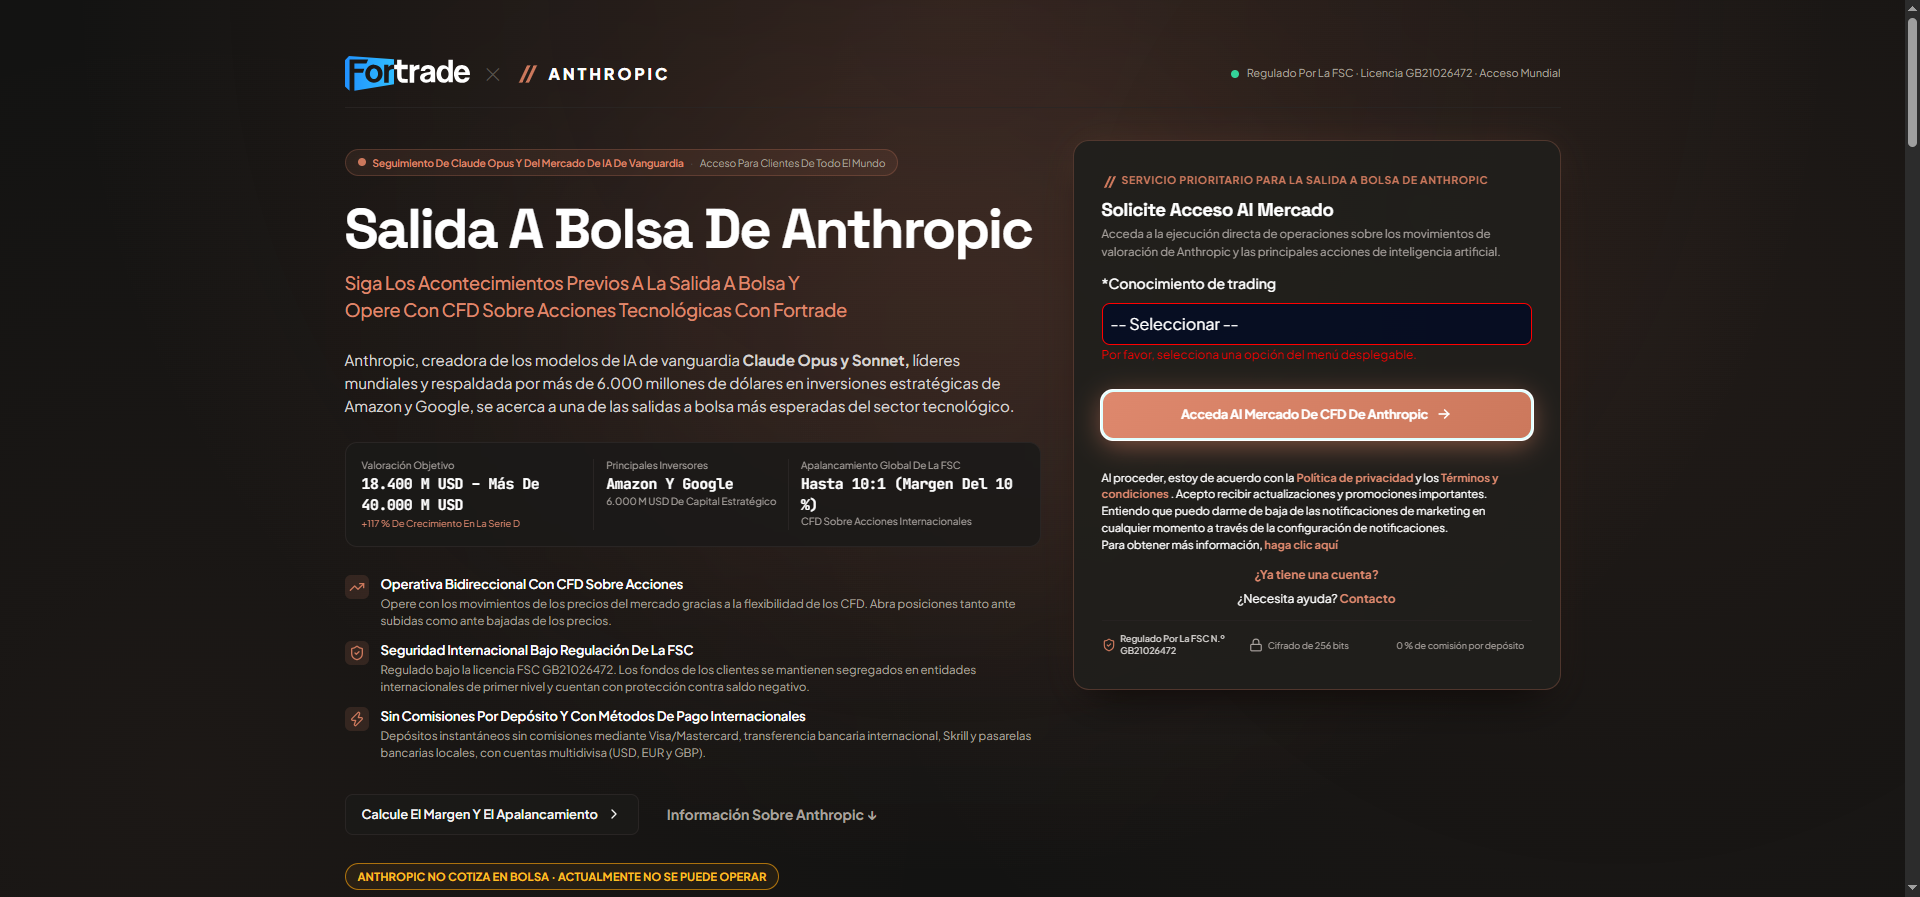 Fortrade × // ANTHROPIC
Regulado Por La FSC · Licencia GB21026472 · Acceso Mundial
Seguimiento De Claude Opus Y Del Mercado De IA De Vanguardia · Acceso Para Clientes De Todo El Mundo
Salida A Bolsa De Anthropic
Siga Los Acontecimientos Previos A La Salida A Bolsa Y
Opere Con CFD Sobre Acciones Tecnológicas Con Fortrade
Anthropic, creadora de los modelos de IA de vanguardia Claude Opus y Sonnet, líderes
mundiales y respaldada por más de 6.000 millones de dólares en inversiones estratégicas de
Amazon y Google, se acerca a una de las salidas a bolsa más esperadas del sector tecnológico.
Valoración Objetivo
18.400 M USD – Más De
40.000 M USD
+117 % De Crecimiento En La Serie D
Principales Inversores
Amazon Y Google
6.000 M USD De Capital Estratégico
Apalancamiento Global De La FSC
Hasta 10:1 (Margen Del 10
%)
CFD Sobre Acciones Internacionales
Operativa Bidireccional Con CFD Sobre Acciones
Opere con los movimientos de los precios del mercado gracias a la flexibilidad de los CFD. Abra posiciones tanto ante
subidas como ante bajadas de los precios.
Seguridad Internacional Bajo Regulación De La FSC
Regulado bajo la licencia FSC GB21026472. Los fondos de los clientes se mantienen segregados en entidades
internacionales de primer nivel y cuentan con protección contra saldo negativo.
Sin Comisiones Por Depósito Y Con Métodos De Pago Internacionales
Depósitos instantáneos sin comisiones mediante Visa/Mastercard, transferencia bancaria internacional, Skrill y pasarelas
bancarias locales, con cuentas multidivisa (USD, EUR y GBP).
Calcule El Margen Y El Apalancamiento
Información Sobre Anthropic ↓
ANTHROPIC NO COTIZA EN BOLSA · ACTUALMENTE NO SE PUEDE OPERAR
// SERVICIO PRIORITARIO PARA LA SALIDA A BOLSA DE ANTHROPIC
Solicite Acceso Al Mercado
Acceda a la ejecución directa de operaciones sobre los movimientos de
valoración de Anthropic y las principales acciones de inteligencia artificial.
*Conocimiento de trading
-- Seleccionar --
Por favor, selecciona una opción del menú desplegable.
Acceda Al Mercado De CFD De Anthropic →
Al proceder, estoy de acuerdo con la Política de privacidad y los Términos y
condiciones . Acepto recibir actualizaciones y promociones importantes.
Entiendo que puedo darme de baja de las notificaciones de marketing en
cualquier momento a través de la configuración de notificaciones.
Para obtener más información, haga clic aquí
¿Ya tiene una cuenta?
¿Necesita ayuda? Contacto
Regulado Por La FSC N.º
GB21026472
Cifrado de 256 bits
0 % de comisión por depósito